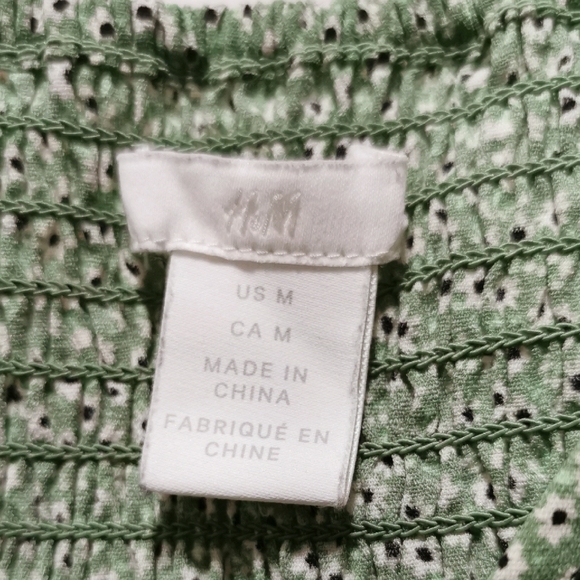 H&M
US M
CA M
MADE IN
CHINA
FABRIQUÉ EN
CHINE